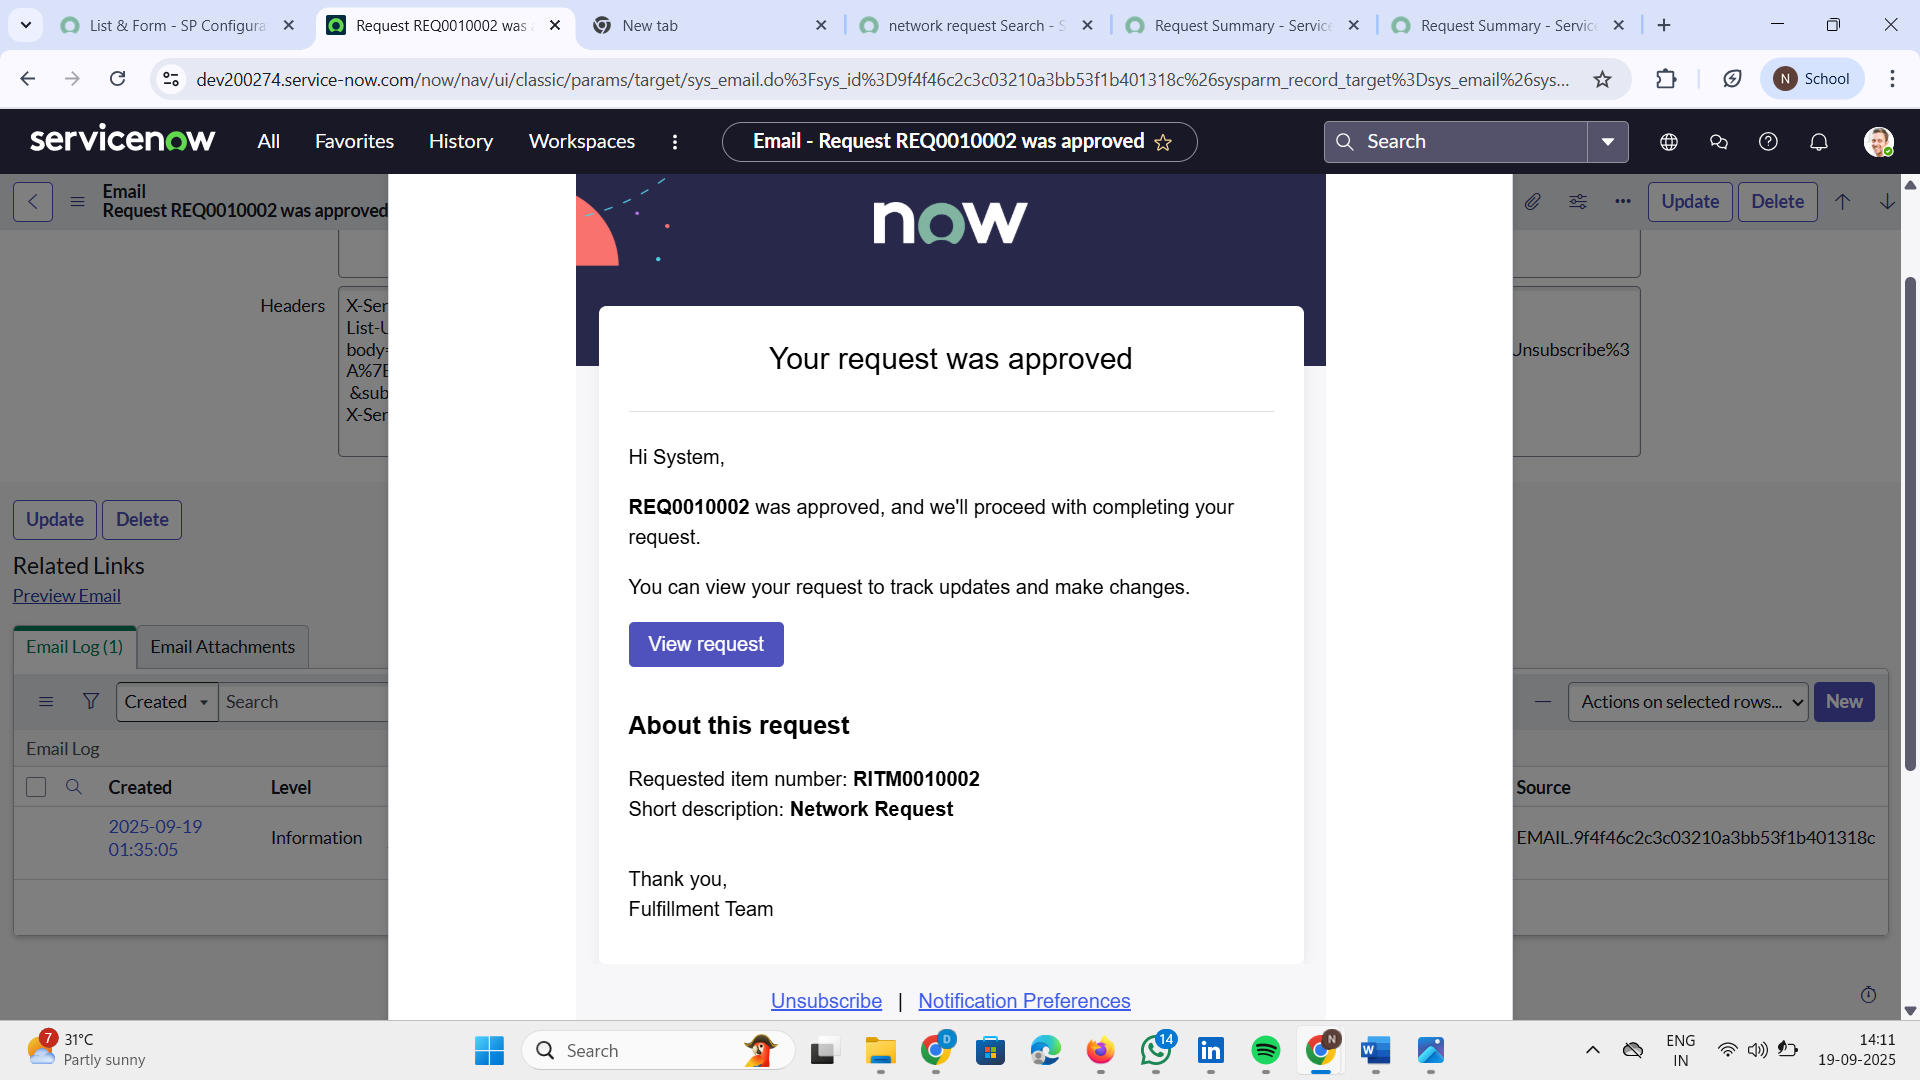 List & Form - SP Configura
Request REQ0010002 was
New tab
network request Search - S
Request Summary - Service
Request Summary - Service
dev200274.service-now.com/now/nav/ui/classic/params/target/sys_email.do%3Fsys_id%3D9f4f46c2c3c03210a3bb53f1b401318c%26sysparm_record_target%3Dsys_email%26sys...
N School
servicenow
All
Favorites
History
Workspaces
Email - Request REQ0010002 was approved
Search
Email
Request REQ0010002 was approved
Update
Delete
now
Headers
X-Ser
List-U
body=
A%7E
&sub
X-Ser
Unsubscribe%3
Your request was approved
Hi System,
REQ0010002 was approved, and we'll proceed with completing your
request.
You can view your request to track updates and make changes.
View request
About this request
Requested item number: RITM0010002
Short description: Network Request
Thank you,
Fulfillment Team
Unsubscribe | Notification Preferences
Update
Delete
Related Links
Preview Email
Email Log (1)
Email Attachments
Created
Search
Actions on selected rows...
New
Email Log
Created
Level
Source
2025-09-19
01:35:05
Information
EMAIL.9f4f46c2c3c03210a3bb53f1b401318c
7
31°C
Partly sunny
Search
D
14
N
ENG
IN
14:11
19-09-2025